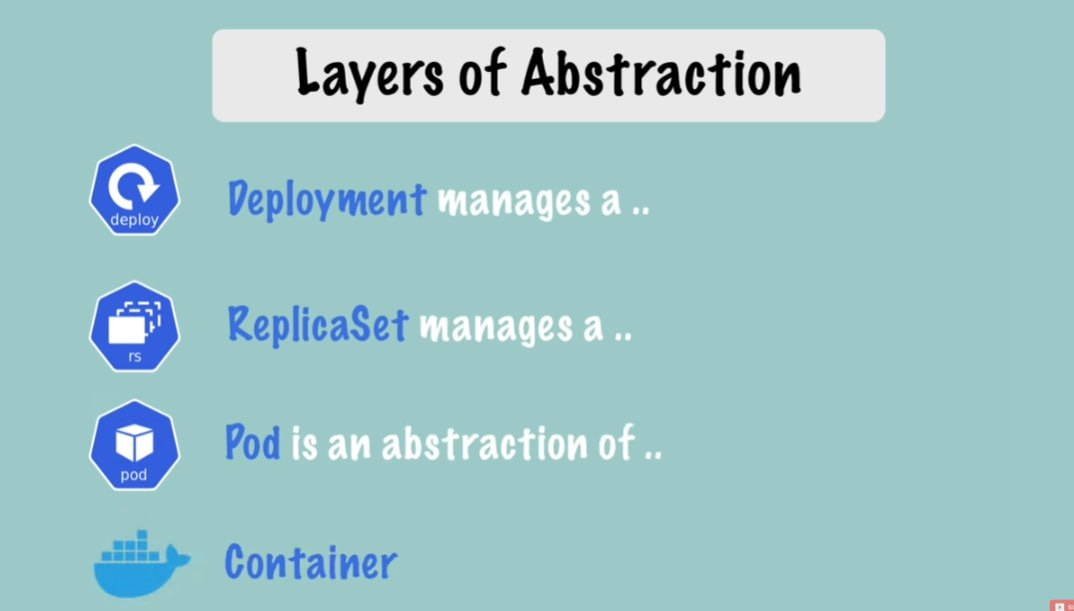 Layers of Abstraction
deploy
Deployment manages a ..
rs
ReplicaSet manages a ..
pod
Pod is an abstraction of ..
Container